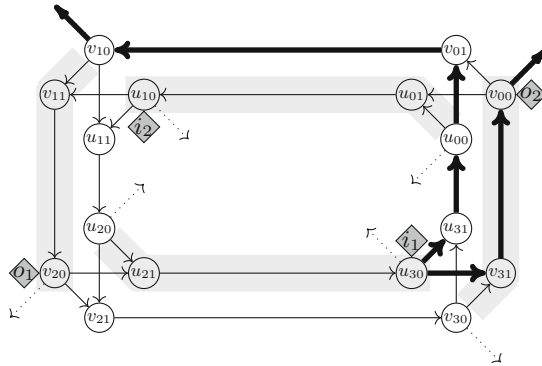 v₁₀ v₀₁
v₁₁ u₁₀ u₀₁ v₀₀ o₂
i₂
u₁₁ u₀₀
u₂₀ u₃₁
i₁
o₁ v₂₀ u₂₁ u₃₀ v₃₁
v₂₁ v₃₀